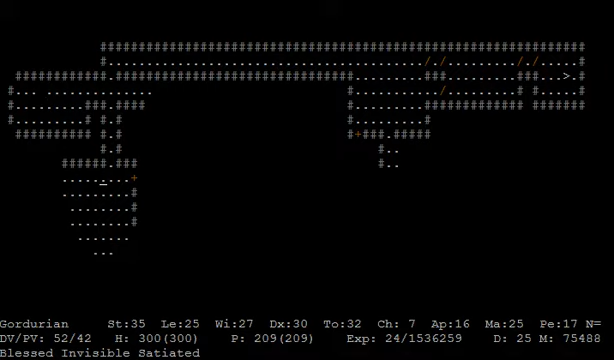 Gordurian St:35 Le:25 Wi:27 Dx:30 To:32 Ch: 7 Ap:16 Ma:25 Pe:17 N=
DV/PV: 52/42 H: 300(300) P: 209(209) Exp: 24/1536259 D: 25 M: 75488
Blessed Invisible Satiated